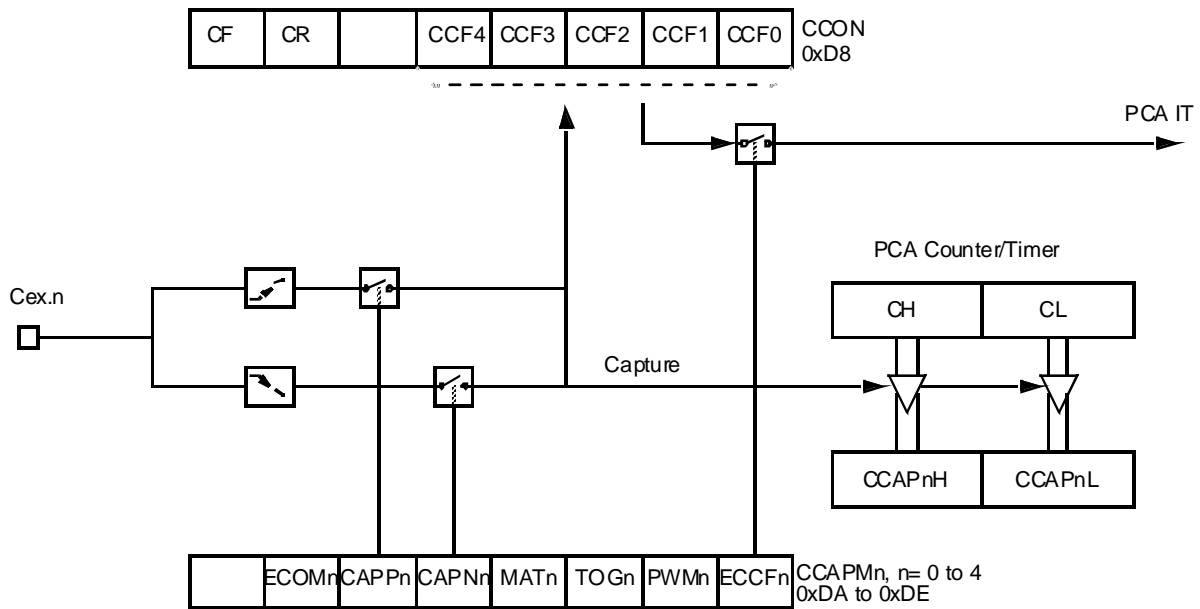 CF CR CCF4 CCF3 CCF2 CCF1 CCF0 CCON
0xD8
PCA IT
PCA Counter/Timer
Cex.n
CH CL
Capture
CCAPnH CCAPnL
ECOMn CAPPn CAPNn MATn TOGn PWMn ECCFn CCAPMn, n= 0 to 4
0xDA to 0xDE